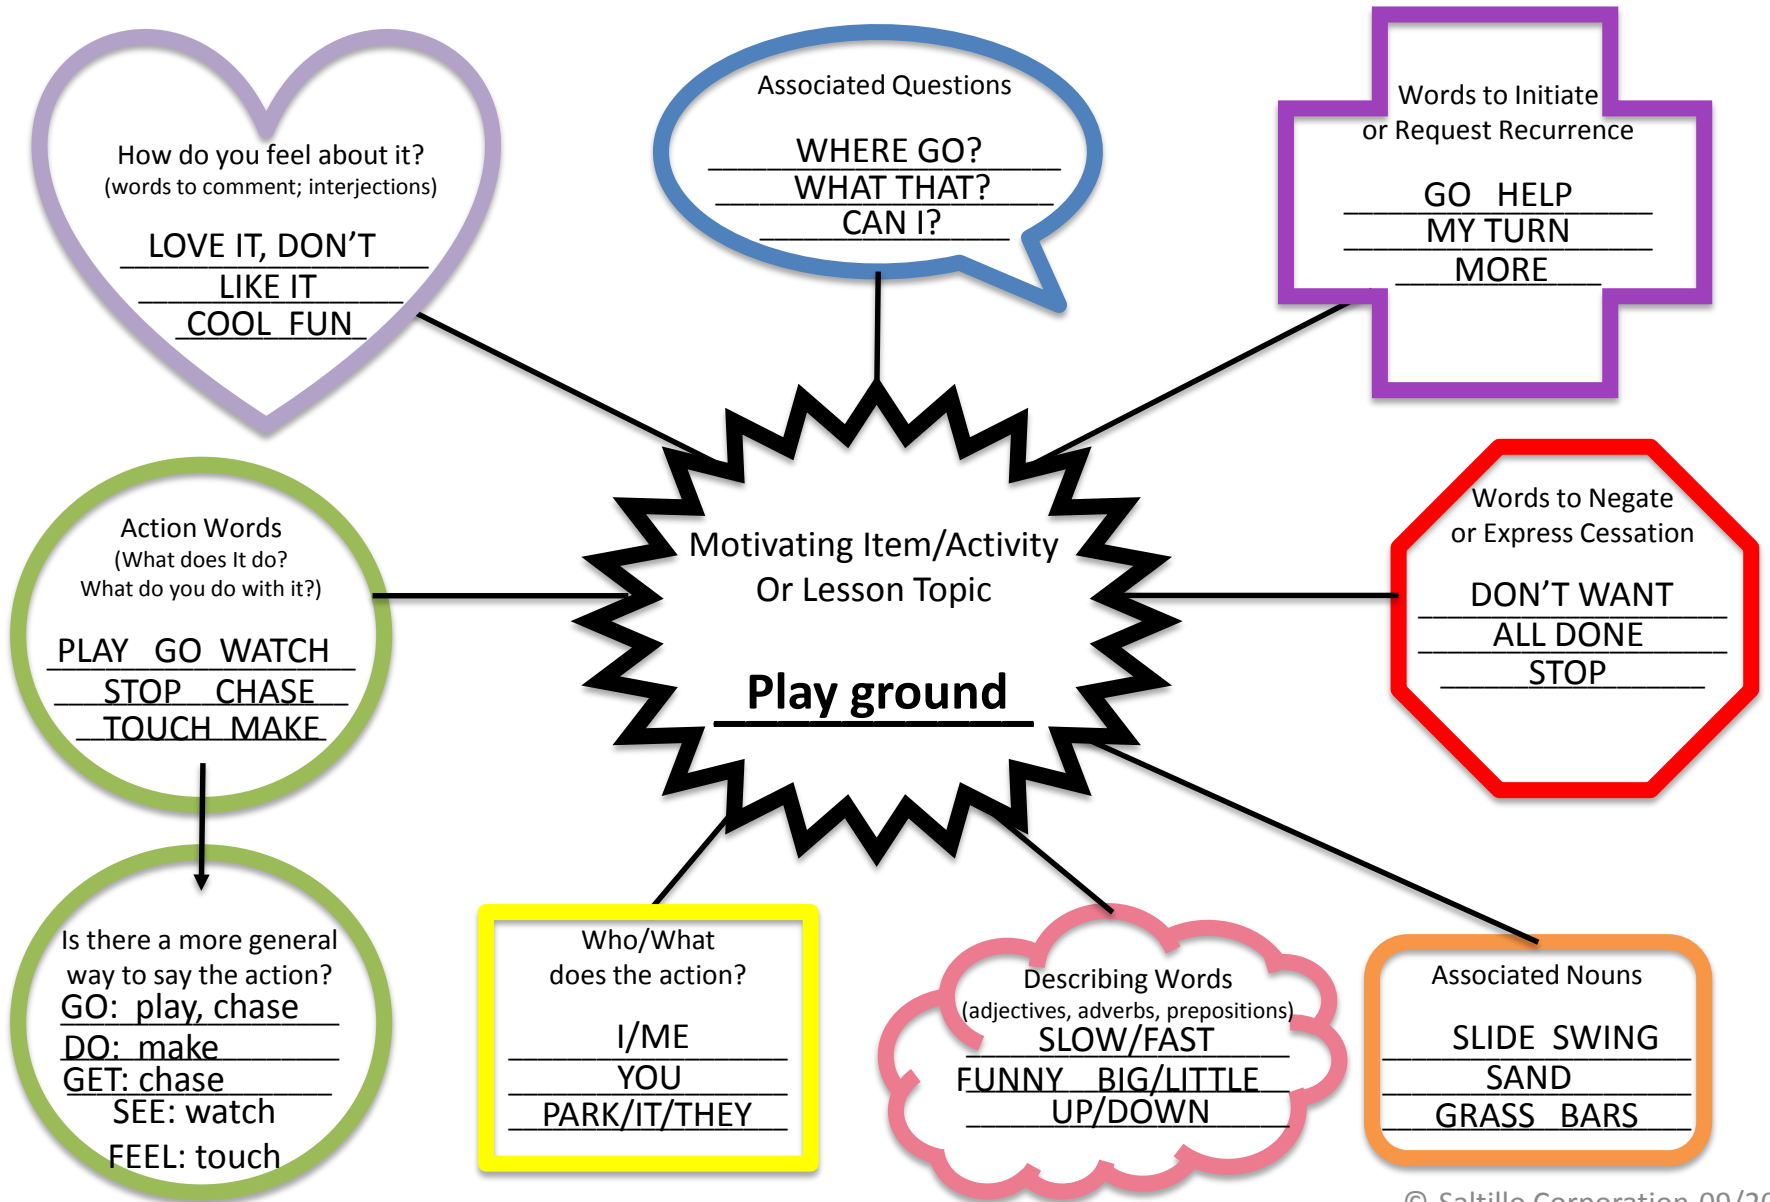 How do you feel about it?
(words to comment; interjections)
LOVE IT, DON'T
LIKE IT
COOL  FUN
Associated Questions
WHERE GO?
WHAT THAT?
CAN I?
Words to Initiate
or Request Recurrence
GO   HELP
MY TURN
MORE
Action Words
(What does It do?
What do you do with it?)
PLAY   GO  WATCH
STOP   CHASE
TOUCH  MAKE
Motivating Item/Activity
Or Lesson Topic
Play ground
Words to Negate
or Express Cessation
DON'T WANT
ALL DONE
STOP
Is there a more general
way to say the action?
GO:  play, chase
DO:  make
GET: chase
SEE: watch
FEEL: touch
Who/What
does the action?
I/ME
YOU
PARK/IT/THEY
Describing Words
(adjectives, adverbs, prepositions)
SLOW/FAST
FUNNY   BIG/LITTLE
UP/DOWN
Associated Nouns
SLIDE  SWING
SAND
GRASS   BARS
© Saltillo Corporation